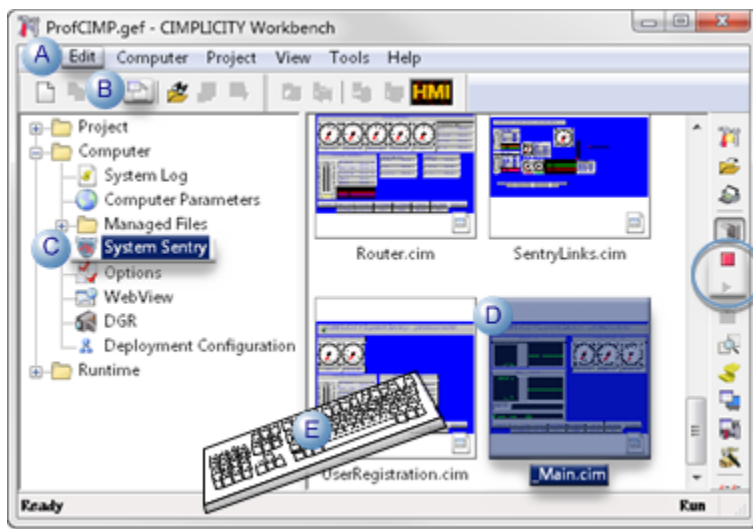 ProfCIMP.gef - CIMPLICITY Workbench
A Edit Computer Project View Tools Help
B HMI
Project
Computer
System Log
Computer Parameters
Managed Files
C System Sentry
Options
WebView
DGR
Deployment Configuration
Runtime
Router.cim SentryLinks.cim
D
E
UserRegistration.cim _Main.cim
Ready Run